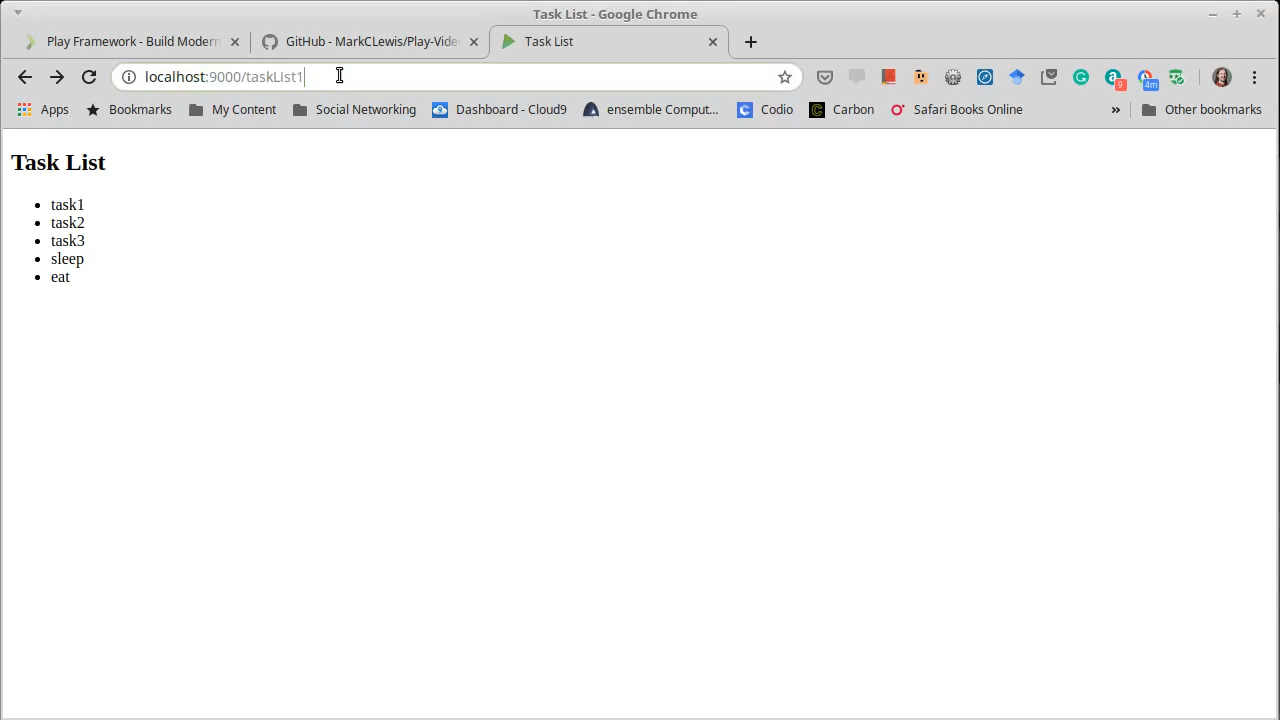 Task List - Google Chrome
Play Framework - Build Modern
GitHub - MarkCLewis/Play-Vide
Task List
localhost:9000/taskList1
9
4m
Apps
Bookmarks
My Content
Social Networking
Dashboard - Cloud9
ensemble Comput...
Codio
Carbon
Safari Books Online
»
Other bookmarks
Task List
task1
task2
task3
sleep
eat